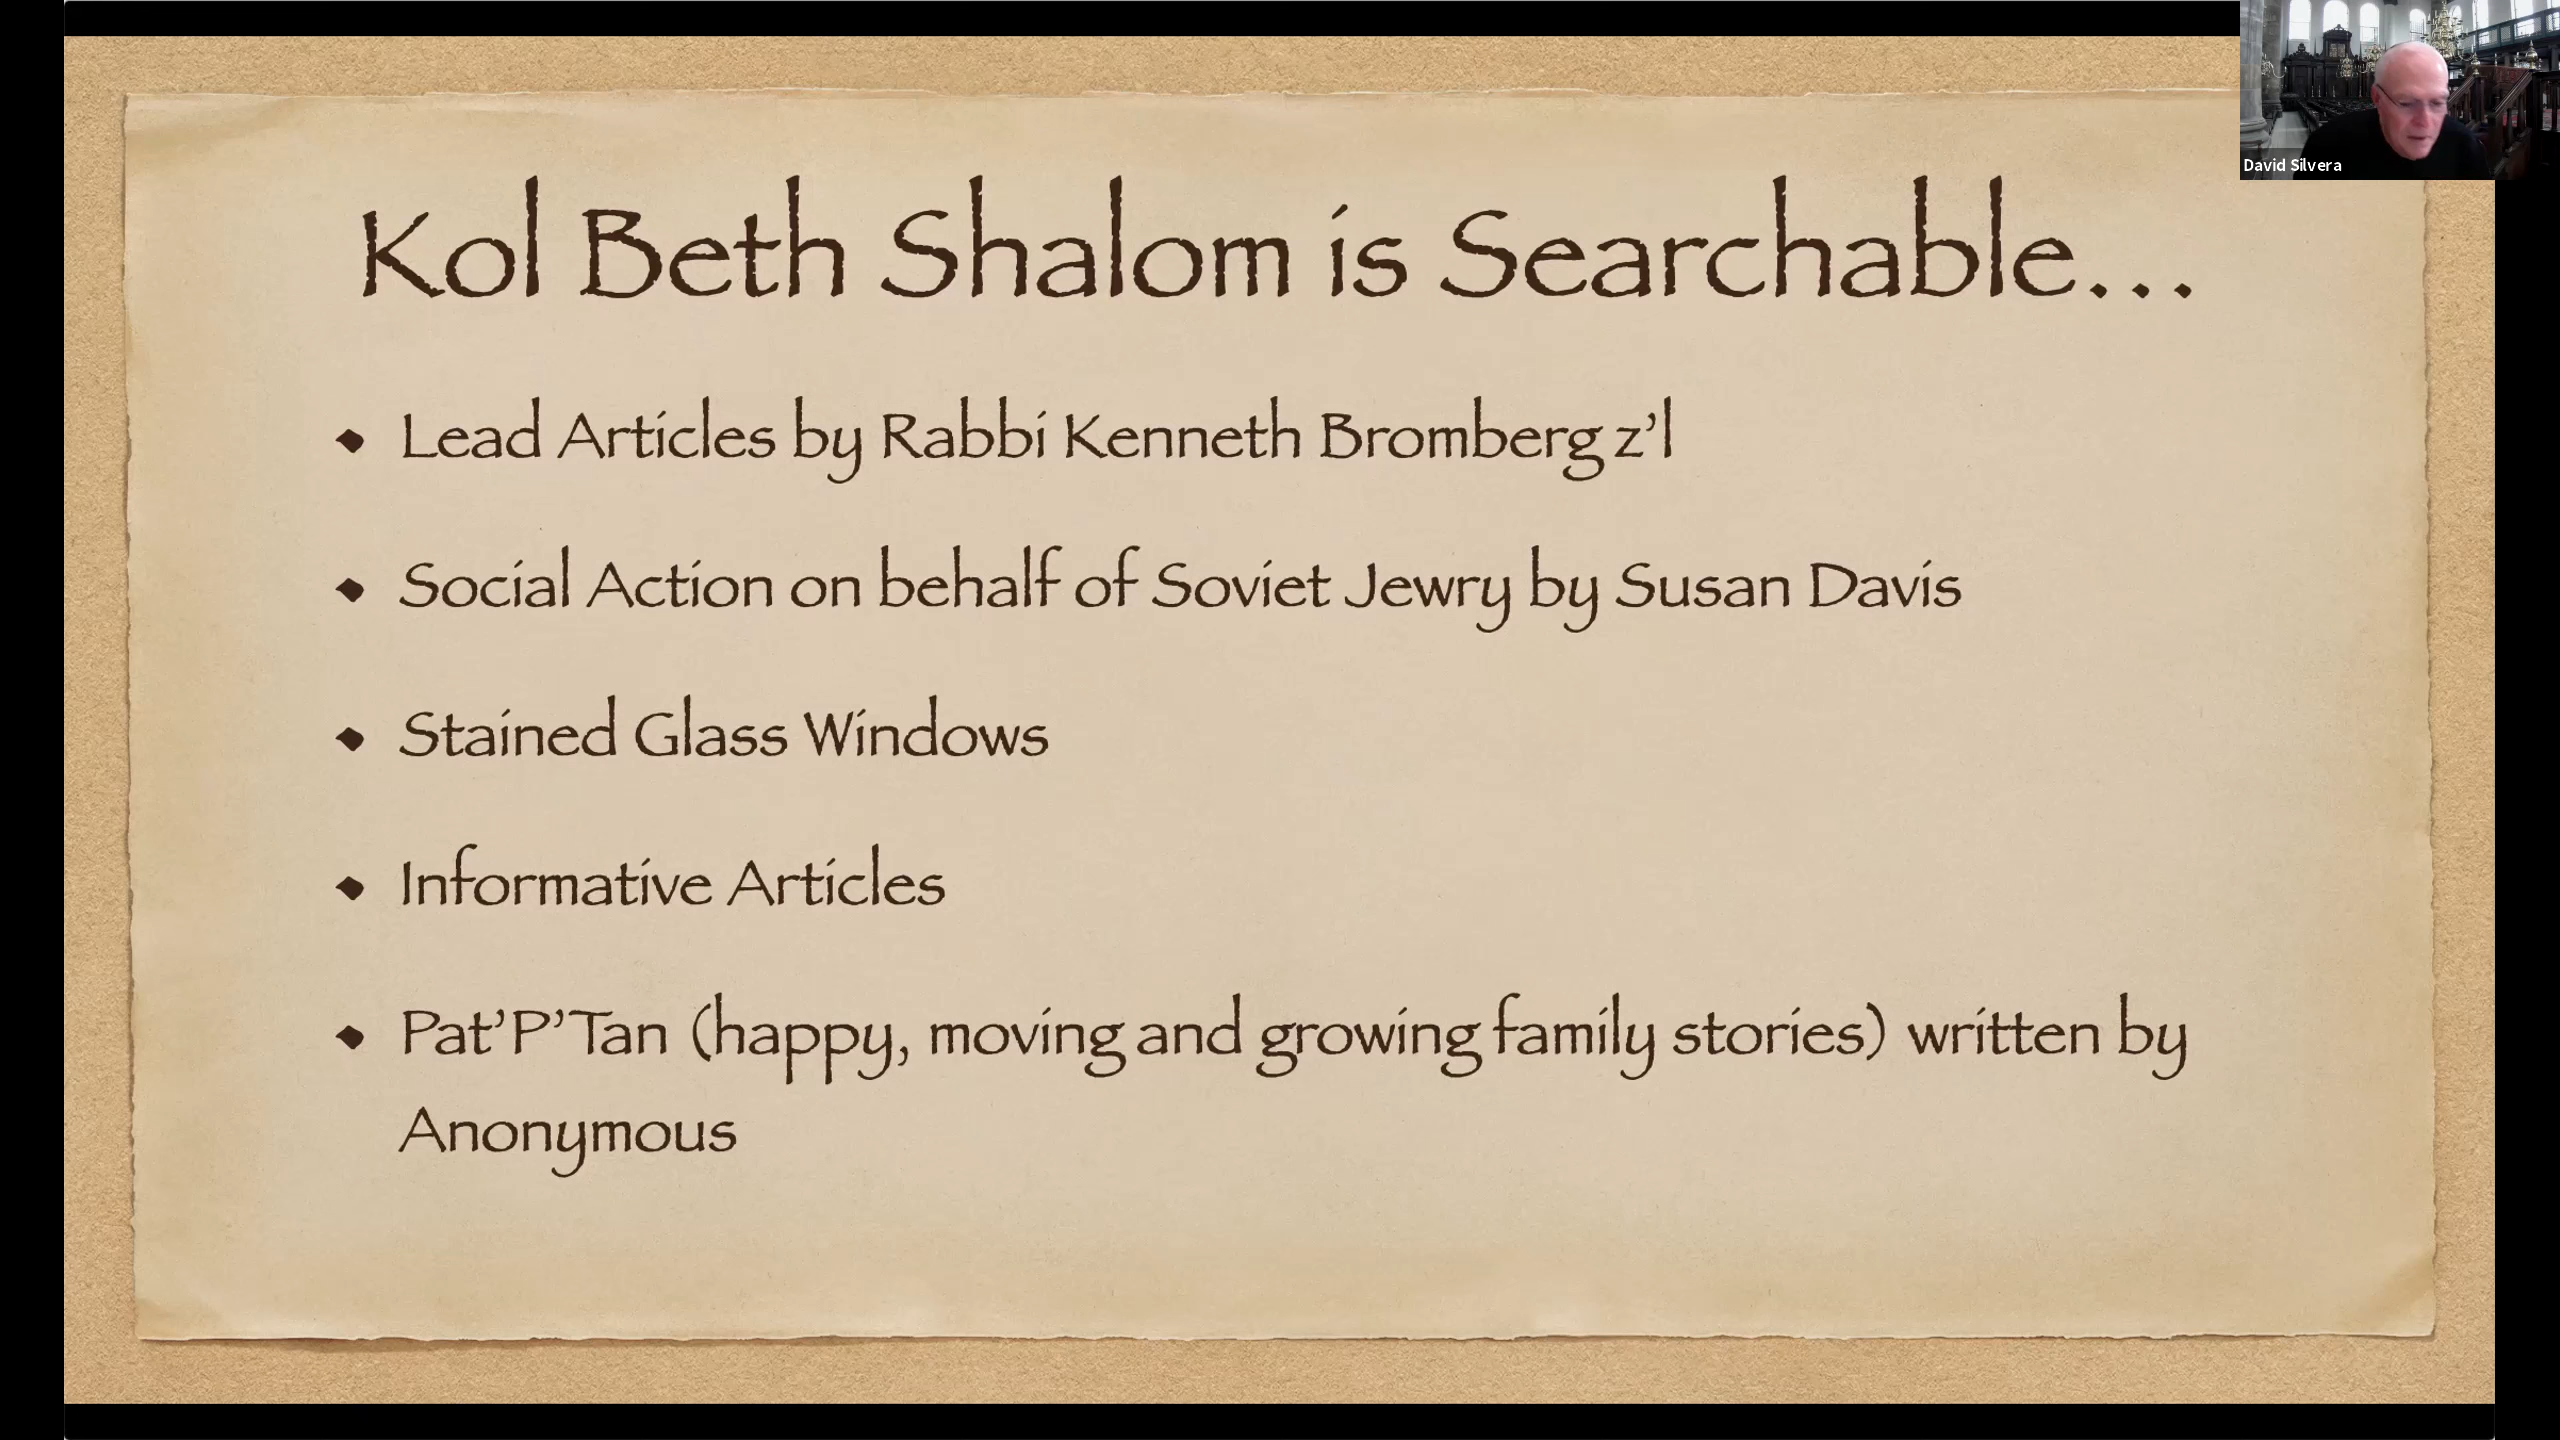 Kol Beth Shalom is Searchable...
David Silvera
• Lead Articles by Rabbi Kenneth Bromberg z’l
• Social Action on behalf of Soviet Jewry by Susan Davis
• Stained Glass Windows
• Informative Articles
• Pat’P’Tan (happy, moving and growing family stories) written by
Anonymous